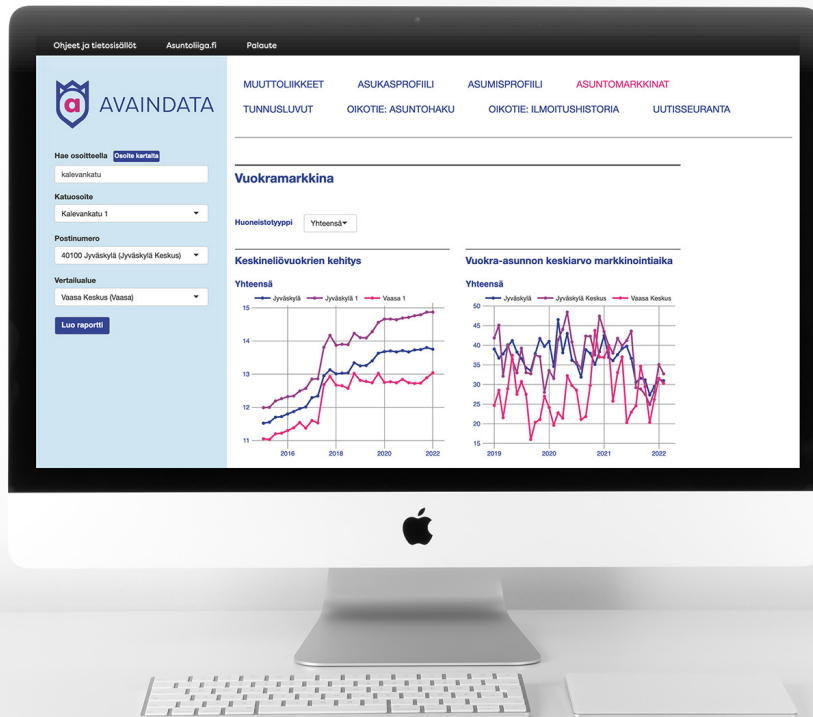 Ohjeet ja tietosisällöt Asuntoliiga.fi Palaute
a AVAINDATA
MUUTTOLIIKKEET ASUKASPROFIILI ASUMISPROFIILI ASUNTOMARKKINAT
TUNNUSLUVUT OIKOTIE: ASUNTOHAKU OIKOTIE: ILMOITUSHISTORIA UUTISSEURANTA
Hae osoitteella Osoite kartalta
kalevankatu
Katuosoite
Kalevankatu 1
Postinumero
40100 Jyväskylä (Jyväskylä Keskus)
Vertailualue
Vaasa Keskus (Vaasa)
Luo raportti
Vuokramarkkina
Huoneistotyyppi Yhteensä
Keskineliövuokrien kehitys
Yhteensä
Jyväskylä Jyväskylä 1 Vaasa 1
15
14
13
12
11
2016 2018 2020 2022
Vuokra-asunnon keskiarvo markkinointiaika
Yhteensä
Jyväskylä Jyväskylä Keskus Vaasa Keskus
50
45
40
35
30
25
20
15
2019 2020 2021 2022